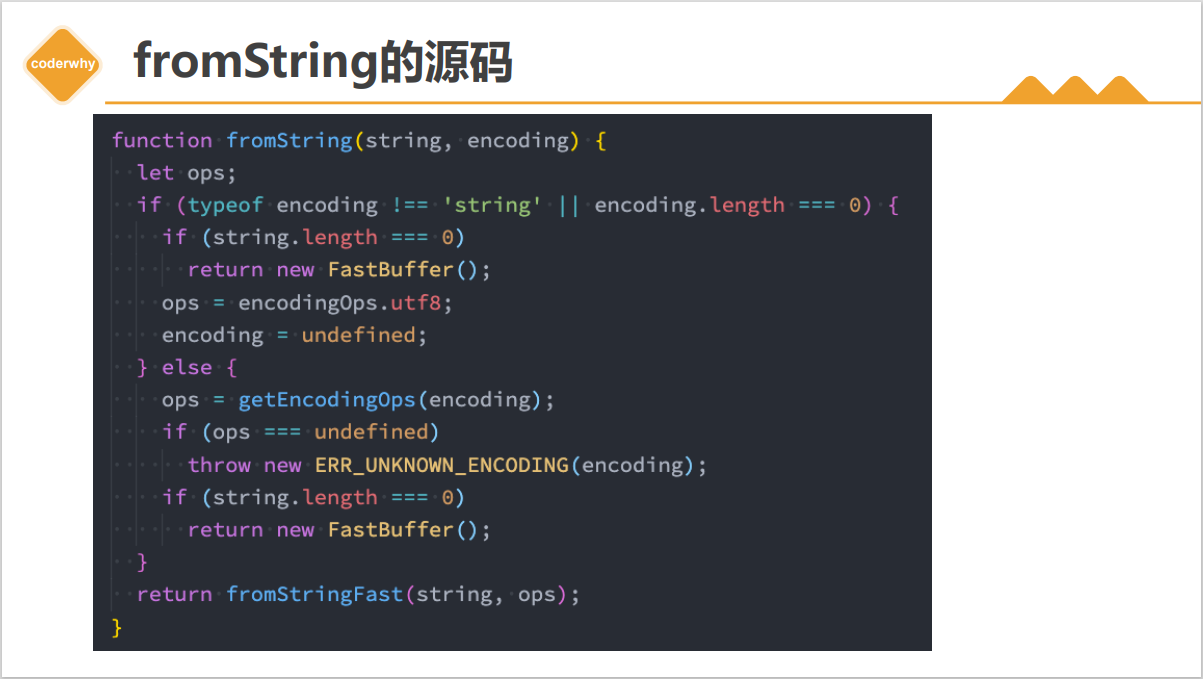 coderwhy
fromString的源码
function fromString(string, encoding) {
  let ops;
  if (typeof encoding !== 'string' || encoding.length === 0) {
    if (string.length === 0)
      return new FastBuffer();
    ops = encodingOps.utf8;
    encoding = undefined;
  } else {
    ops = getEncodingOps(encoding);
    if (ops === undefined)
      throw new ERR_UNKNOWN_ENCODING(encoding);
    if (string.length === 0)
      return new FastBuffer();
  }
  return fromStringFast(string, ops);
}